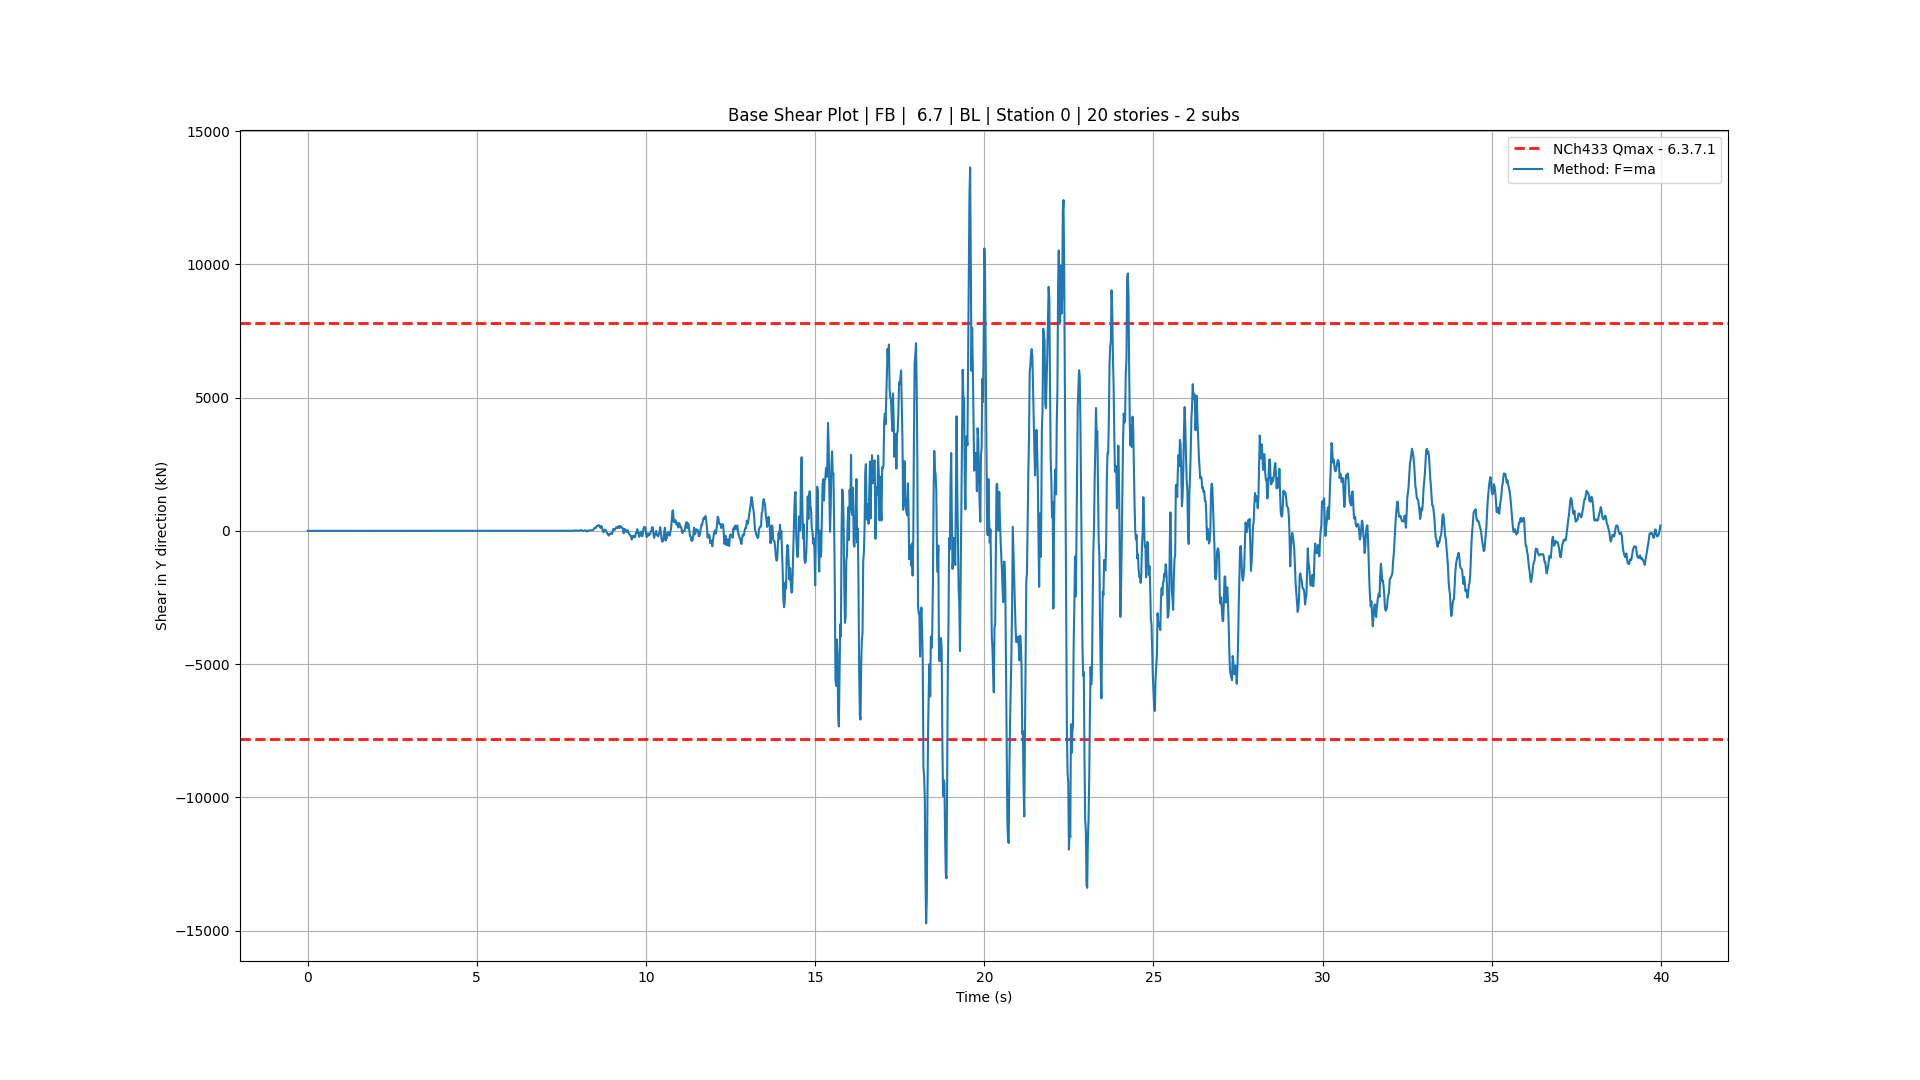 Base Shear Plot | FB |  6.7 | BL | Station 0 | 20 stories - 2 subs
NCh433 Qmax - 6.3.7.1
Method: F=ma
15000
10000
5000
0
−5000
−10000
−15000
Shear in Y direction (kN)
0 5 10 15 20 25 30 35 40
Time (s)